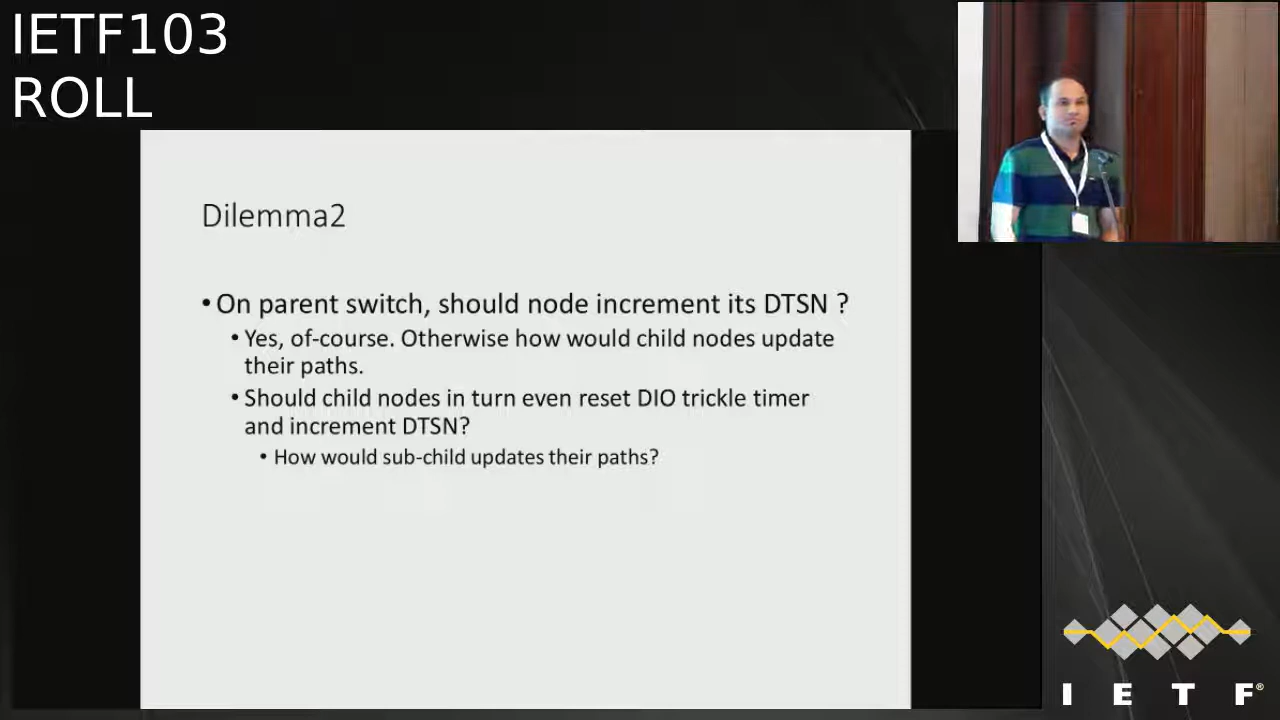 IETF103
ROLL
Dilemma2
• On parent switch, should node increment its DTSN ?
• Yes, of-course. Otherwise how would child nodes update
their paths.
• Should child nodes in turn even reset DIO trickle timer
and increment DTSN?
• How would sub-child updates their paths?
I E T F®